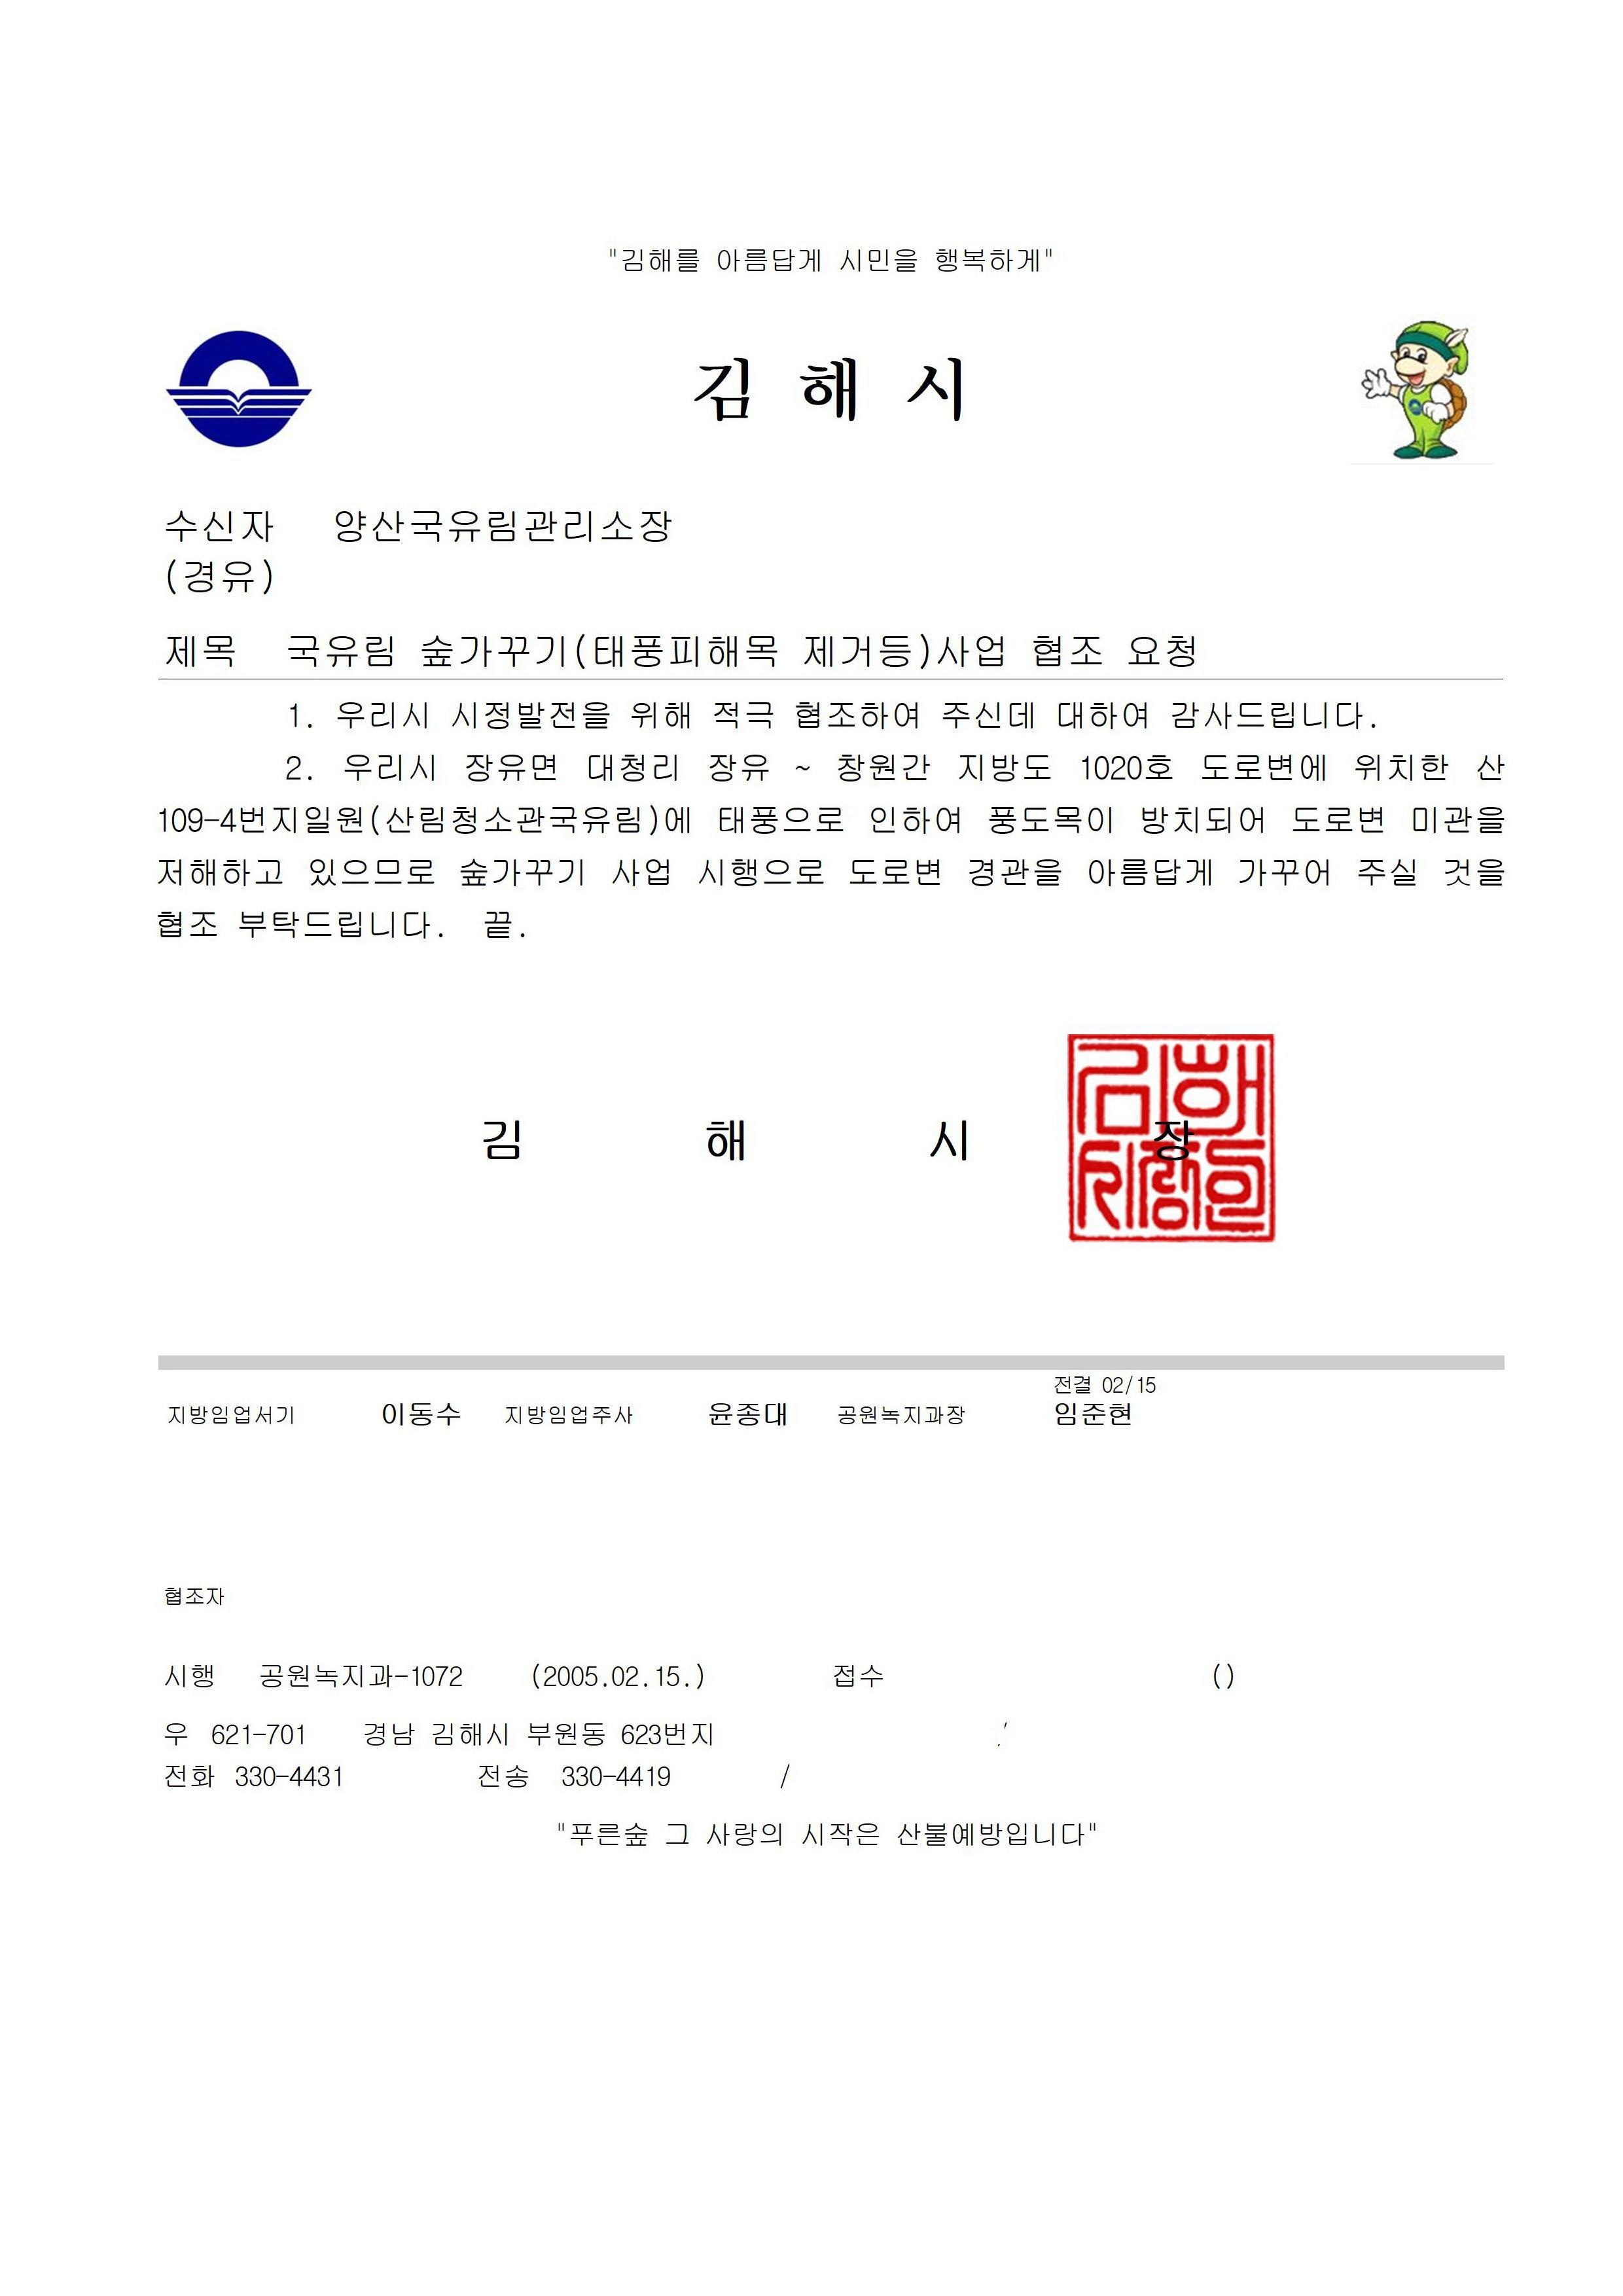 "김해를 아름답게 시민을 행복하게"
김 해 시
수신자 양산국유림관리소장
(경유)
제목 국유림 숲가꾸기(태풍피해목 제거등)사업 협조 요청
1. 우리시 시정발전을 위해 적극 협조하여 주신데 대하여 감사드립니다.
2. 우리시 장유면 대청리 장유 ~ 창원간 지방도 1020호 도로변에 위치한 산
109-4번지일원(산림청소관국유림)에 태풍으로 인하여 풍도목이 방치되어 도로변 미관을
저해하고 있으므로 숲가꾸기 사업 시행으로 도로변 경관을 아름답게 가꾸어 주실 것을
협조 부탁드립니다. 끝.
김 해 시 장
김해
시장인
전결 02/15
지방임업서기 이동수 지방임업주사 윤종대 공원녹지과장 임준현
협조자
시행 공원녹지과-1072 (2005.02.15.) 접수 ()
우 621-701 경남 김해시 부원동 623번지 /
전화 330-4431 전송 330-4419 /
"푸른숲 그 사랑의 시작은 산불예방입니다"